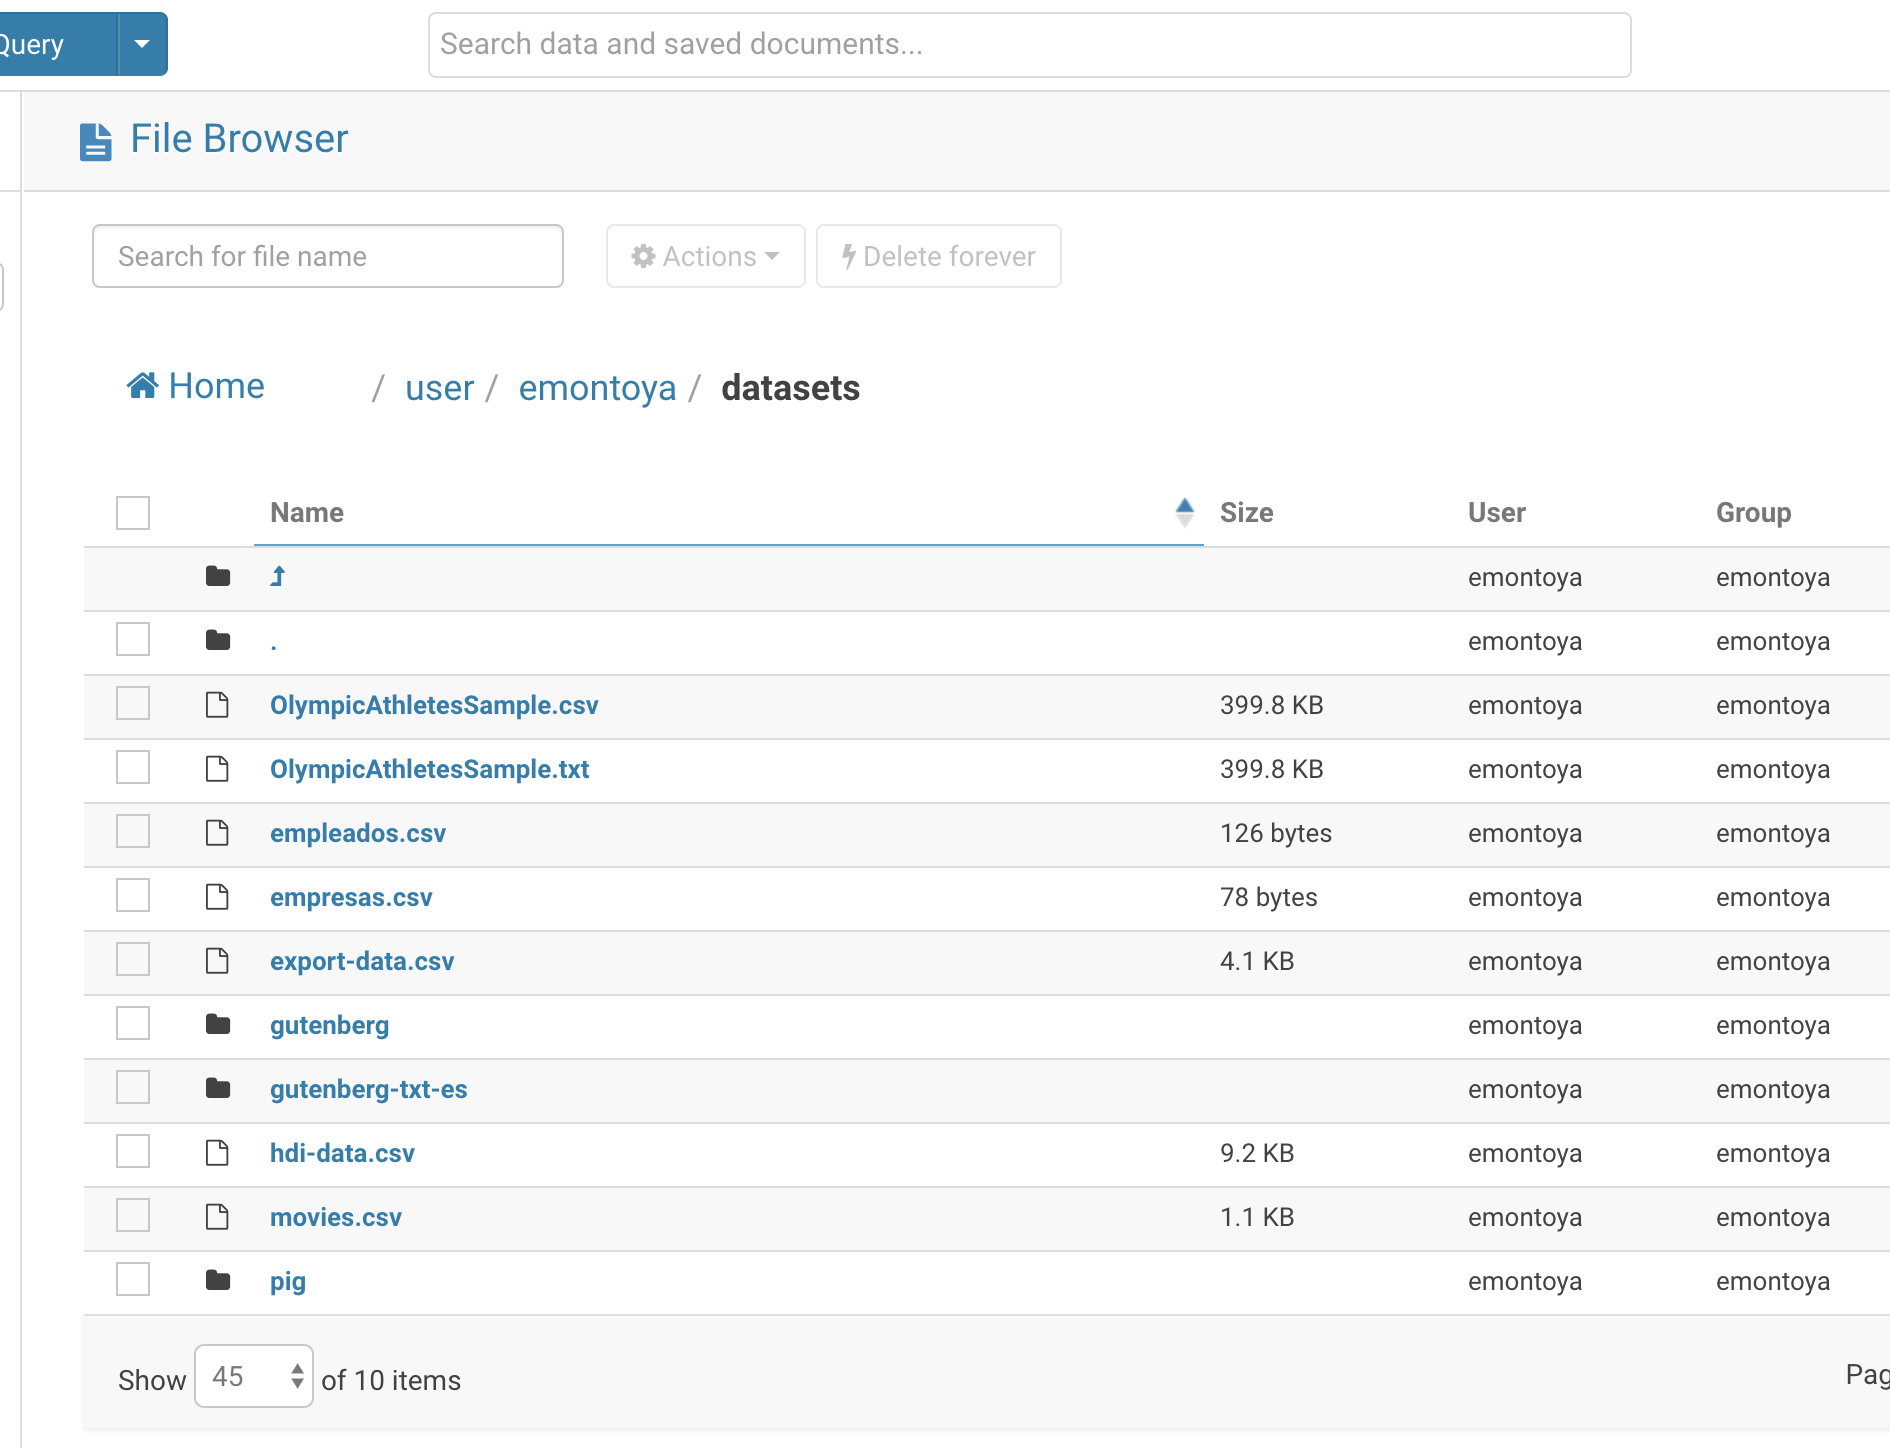 Query
Search data and saved documents...
File Browser
Search for file name Actions Delete forever
Home / user / emontoya / datasets
Name Size User Group
emontoya emontoya
. emontoya emontoya
OlympicAthletesSample.csv 399.8 KB emontoya emontoya
OlympicAthletesSample.txt 399.8 KB emontoya emontoya
empleados.csv 126 bytes emontoya emontoya
empresas.csv 78 bytes emontoya emontoya
export-data.csv 4.1 KB emontoya emontoya
gutenberg emontoya emontoya
gutenberg-txt-es emontoya emontoya
hdi-data.csv 9.2 KB emontoya emontoya
movies.csv 1.1 KB emontoya emontoya
pig emontoya emontoya
Show 45 of 10 items Pag